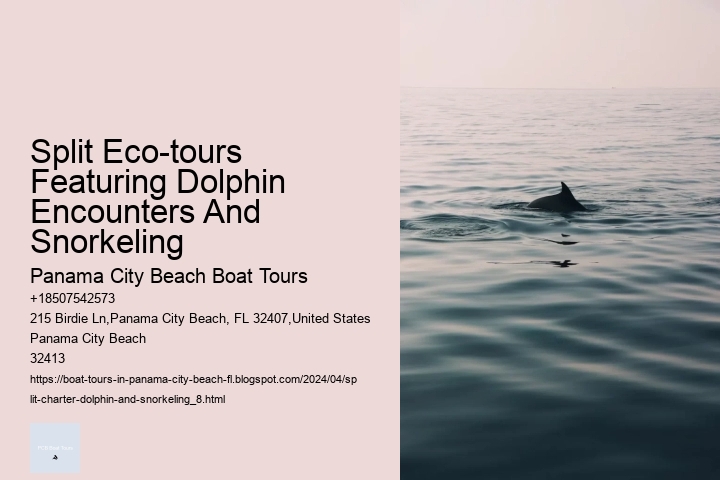 Split Eco-tours
Featuring Dolphin
Encounters And
Snorkeling
Panama City Beach Boat Tours
+18507542573
215 Birdie Ln,Panama City Beach, FL 32407,United States
Panama City Beach
32413
https://boat-tours-in-panama-city-beach-fl.blogspot.com/2024/04/sp
lit-charter-dolphin-and-snorkeling_8.html